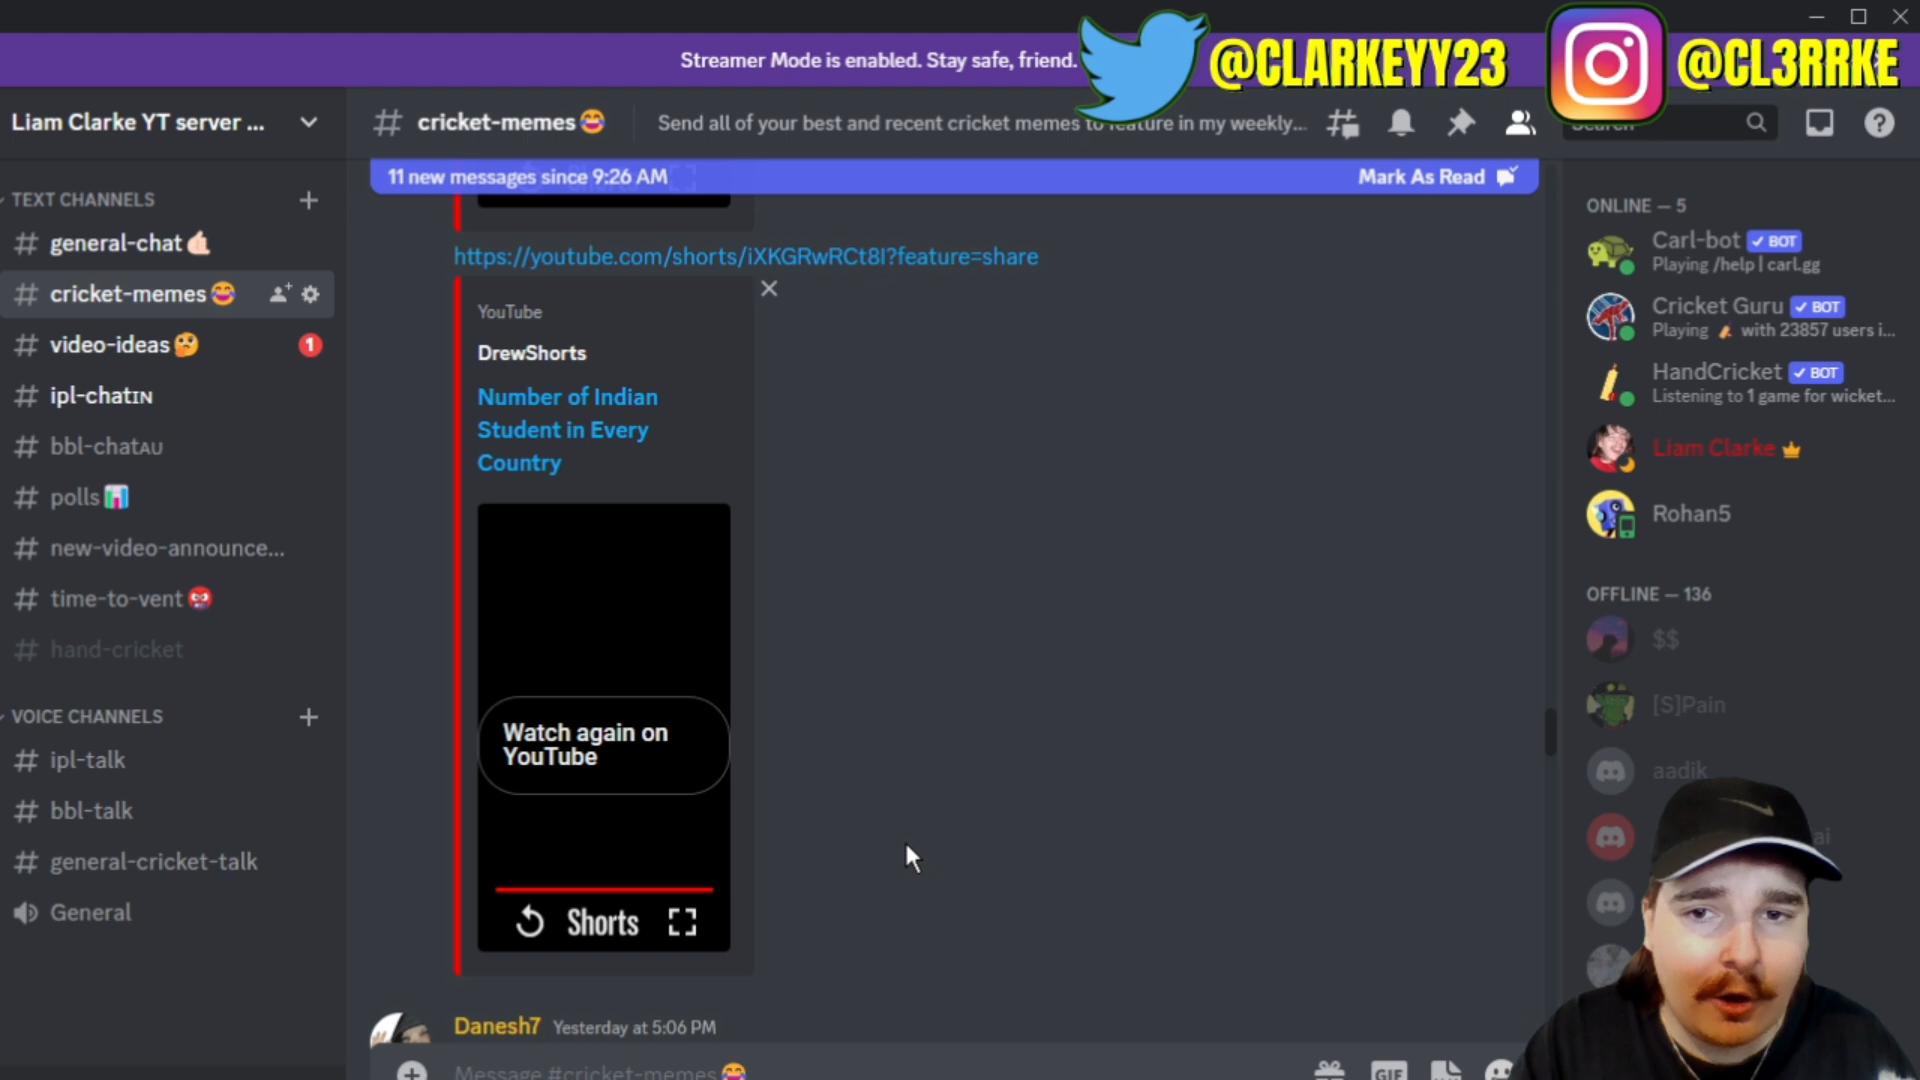 @CLARKEYY23
@CL3RRKE
Streamer Mode is enabled. Stay safe, friend.
Liam Clarke YT server ...
# cricket-memes😂
Send all of your best and recent cricket memes to feature in my weekly...
Search
11 new messages since 9:26 AM
Mark As Read
TEXT CHANNELS
# general-chat🤙🏻
# cricket-memes😂
# video-ideas🤔
1
# ipl-chatIN
# bbl-chatAU
# polls📊
# new-video-announce...
# time-to-vent👹
# hand-cricket
VOICE CHANNELS
# ipl-talk
# bbl-talk
# general-cricket-talk
General
https://youtube.com/shorts/iXKGRwRCt8I?feature=share
YouTube
DrewShorts
Number of Indian
Student in Every
Country
Watch again on
YouTube
Shorts
Danesh7 Yesterday at 5:06 PM
Message #cricket-memes😂
GIF
ONLINE — 5
Carl-bot ✓ BOT
Playing /help | carl.gg
Cricket Guru ✓ BOT
Playing 🏏 with 23857 users i...
HandCricket ✓ BOT
Listening to 1 game for wicket...
Liam Clarke
Rohan5
OFFLINE — 136
$$
[S]Pain
aadik